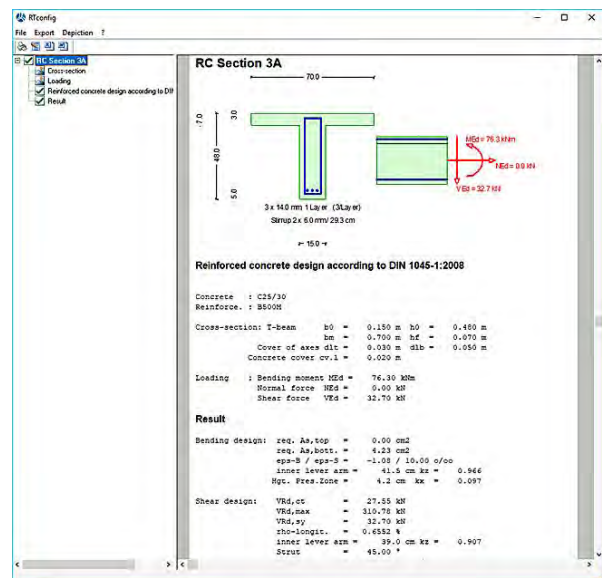 RTconfig
File Export Depiction ?
RC Section 3A
Cross-section
Loading
Reinforced concrete design according to DIN
Result
RC Section 3A
70.0
7.0
3.0
48.0
5.0
MEd = 76.3 kNm
NEd = 0.0 kN
VEd = 32.7 kN
3 x 14.0 mm 1 Layer (3/Layer)
Stirrup 2 x 6.0 mm/ 29.3 cm
15.0
Reinforced concrete design according to DIN 1045-1:2008
Concrete : C25/30
Reinforce. : B500M
Cross-section: T-beam b0 = 0.150 m h0 = 0.480 m
bm = 0.700 m hf = 0.070 m
Cover of axes dlt = 0.030 m dlb = 0.050 m
Concrete cover cv.l = 0.020 m
Loading : Bending moment MEd = 76.30 kNm
Normal force NEd = 0.00 kN
Shear force VEd = 32.70 kN
Result
Bending design: req. As,top = 0.00 cm2
req. As,bott. = 4.23 cm2
eps-B / eps-S = -1.08 / 10.00 o/oo
inner lever arm = 41.5 cm kz = 0.966
Hgt. Pres.Zone = 4.2 cm kx = 0.097
Shear design: VRd,ct = 27.55 kN
VRd,max = 310.78 kN
VRd,sy = 32.70 kN
rho-longit. = 0.6552 %
inner lever arm = 39.0 cm kz = 0.907
Strut = 45.00 °